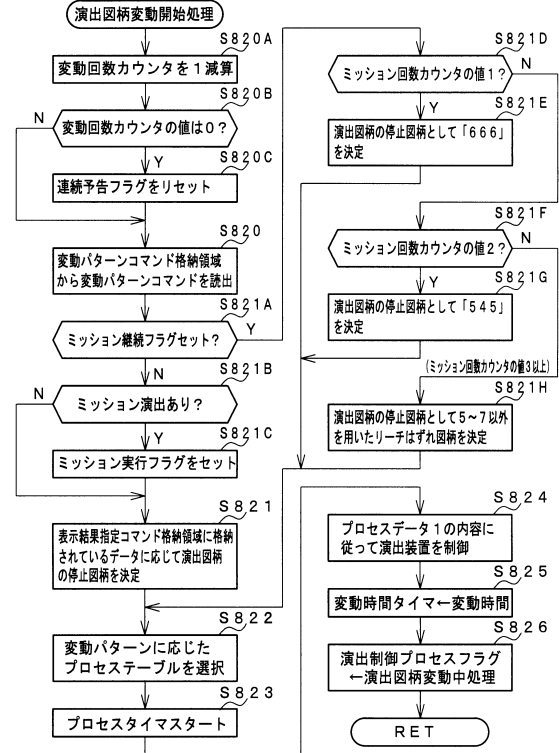 演出図柄変動開始処理
S820A
変動回数カウンタを1減算
S820B
変動回数カウンタの値は0?
N
Y
S820C
連続予告フラグをリセット
S820
変動パターンコマンド格納領域
から変動パターンコマンドを読出
S821A
ミッション継続フラグセット?
Y
N
S821B
ミッション演出あり?
N
Y
S821C
ミッション実行フラグをセット
S821
表示結果指定コマンド格納領域に格納
されているデータに応じて演出図柄
の停止図柄を決定
S822
変動パターンに応じた
プロセステーブルを選択
S823
プロセスタイマスタート
S821D
ミッション回数カウンタの値1?
N
Y
S821E
演出図柄の停止図柄として「666」
を決定
S821F
ミッション回数カウンタの値2?
N
Y
S821G
演出図柄の停止図柄として「545」
を決定
(ミッション回数カウンタの値3以上)
S821H
演出図柄の停止図柄として5~7以外
を用いたリーチはずれ図柄を決定
S824
プロセスデータ1の内容に
従って演出装置を制御
S825
変動時間タイマ←変動時間
S826
演出制御プロセスフラグ
←演出図柄変動中処理
RET